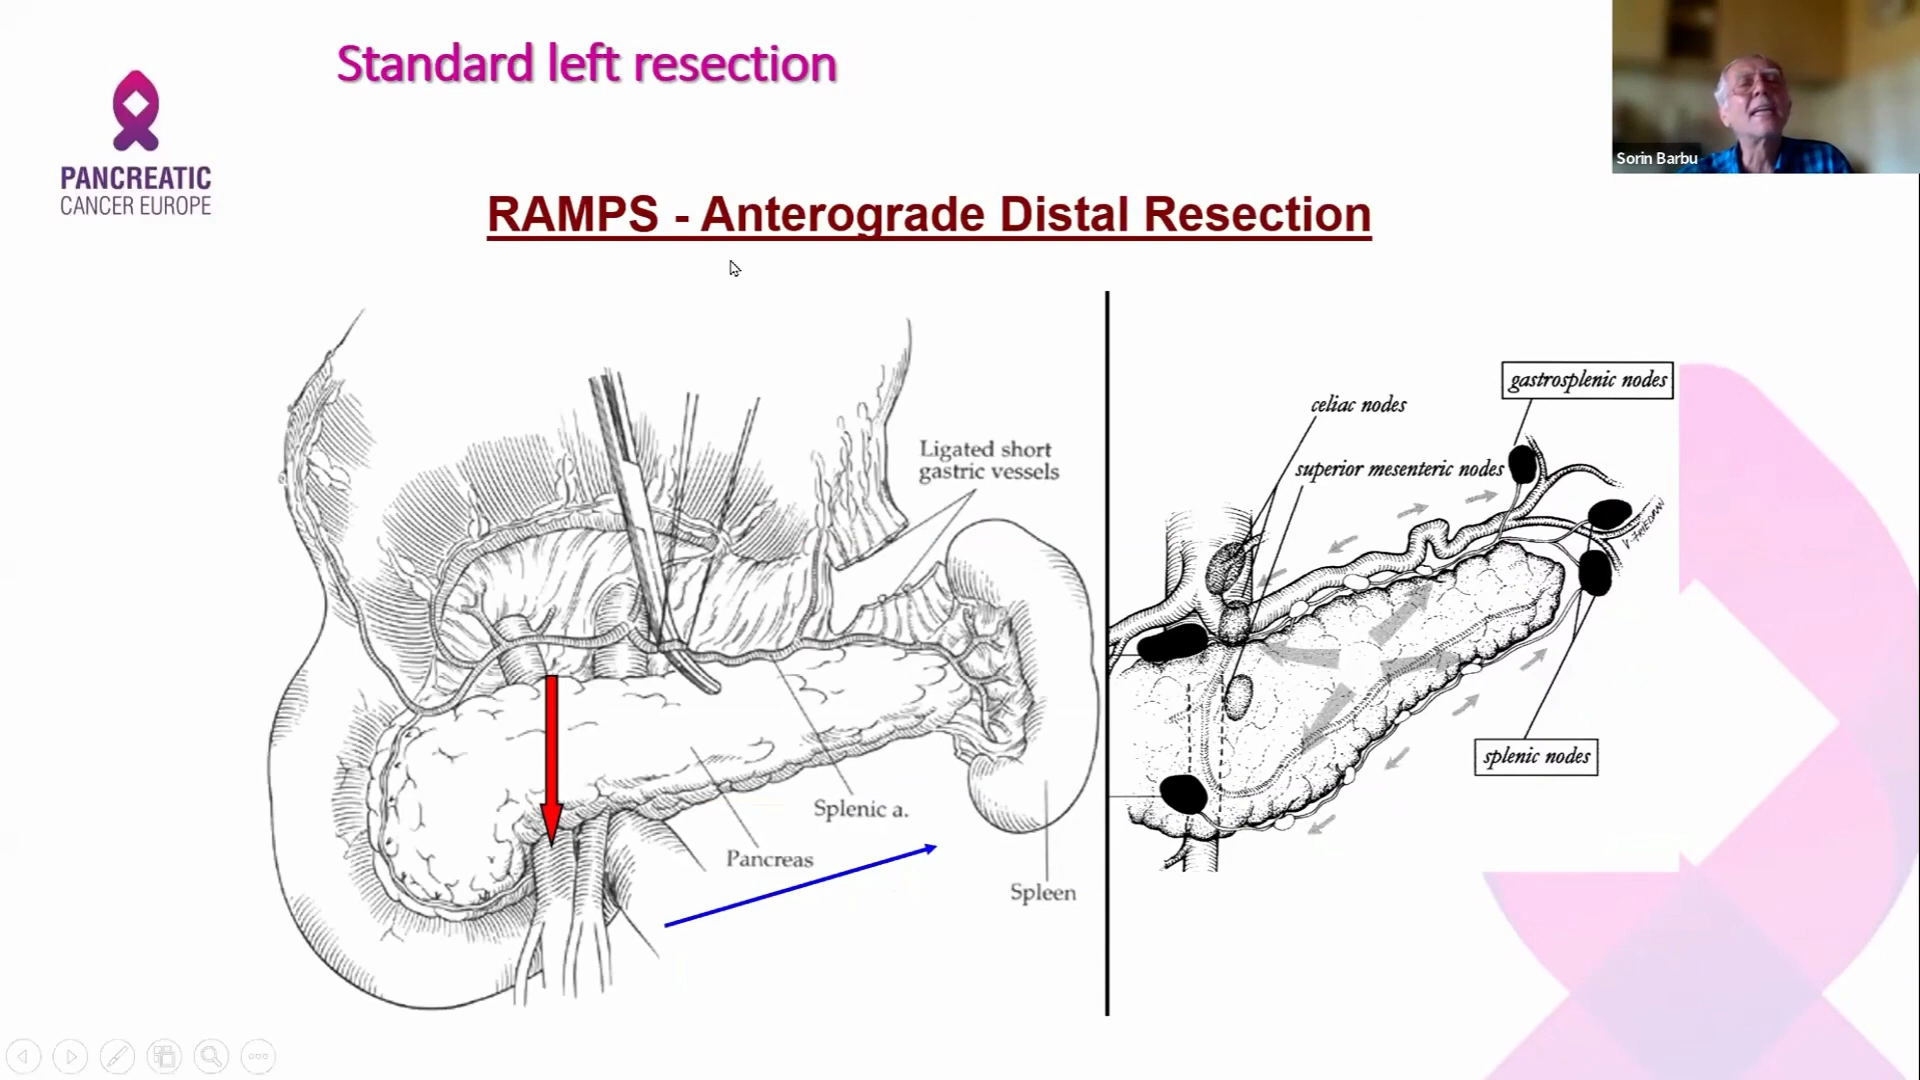 Standard left resection
PANCREATIC
CANCER EUROPE
Sorin Barbu
RAMPS - Anterograde Distal Resection
Ligated short
gastric vessels
Splenic a.
Pancreas
Spleen
gastrosplenic nodes
celiac nodes
superior mesenteric nodes
splenic nodes